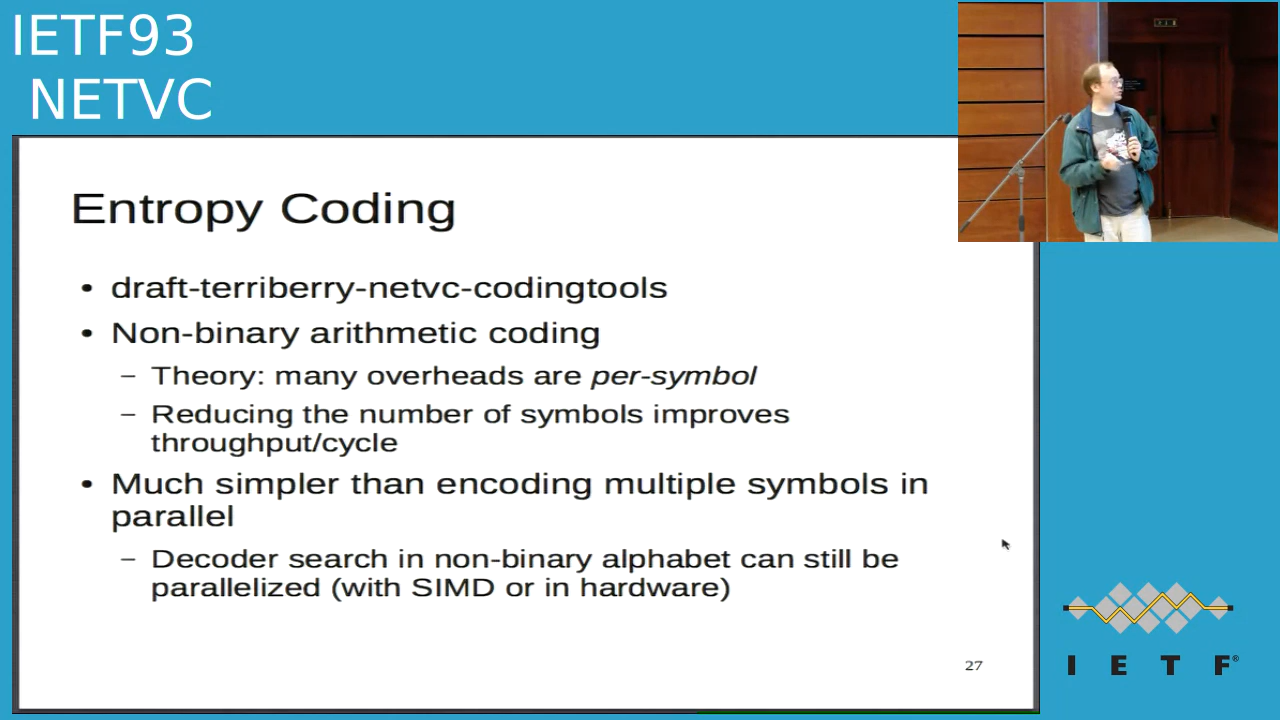 IETF93
NETVC
Entropy Coding
• draft-terriberry-netvc-codingtools
• Non-binary arithmetic coding
– Theory: many overheads are per-symbol
– Reducing the number of symbols improves
throughput/cycle
• Much simpler than encoding multiple symbols in
parallel
– Decoder search in non-binary alphabet can still be
parallelized (with SIMD or in hardware)
27
I E T F®